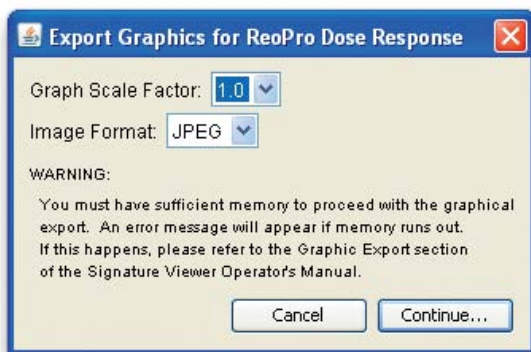 Export Graphics for ReoPro Dose Response
Graph Scale Factor: 1.0
Image Format: JPEG
WARNING:
You must have sufficient memory to proceed with the graphical
export. An error message will appear if memory runs out.
If this happens, please refer to the Graphic Export section
of the Signature Viewer Operator's Manual.
Cancel Continue...